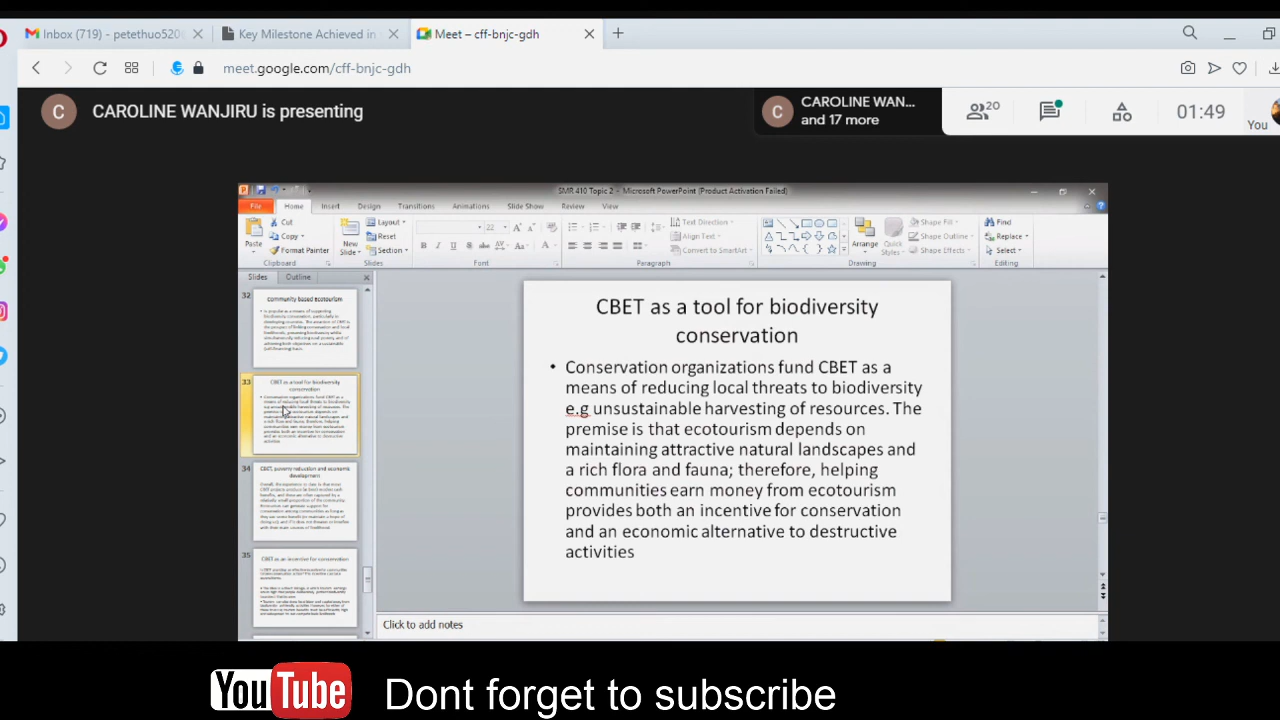 Inbox (719) - petethuo520
Key Milestone Achieved in
Meet – cff-bnjc-gdh
meet.google.com/cff-bnjc-gdh
C
CAROLINE WANJIRU is presenting
C
CAROLINE WAN...
and 17 more
20
01:49
You
SMR 410 Topic 2 - Microsoft PowerPoint (Product Activation Failed)
File
Home
Insert
Design
Transitions
Animations
Slide Show
Review
View
Paste
Cut
Copy
Format Painter
Clipboard
New
Slide
Layout
Reset
Section
Slides
22
Font
Text Direction
Align Text
Convert to SmartArt
Paragraph
Arrange
Quick
Styles
Shape Fill
Shape Outline
Shape Effects
Drawing
Find
Replace
Select
Editing
Slides
Outline
32
Community based Ecotourism
33
CBET as a tool for biodiversity
conservation
34
CBET, poverty reduction and economic
development
35
CBET as an incentive for conservation
CBET as a tool for biodiversity
conservation
• Conservation organizations fund CBET as a
means of reducing local threats to biodiversity
e.g unsustainable harvesting of resources. The
premise is that ecotourism depends on
maintaining attractive natural landscapes and
a rich flora and fauna; therefore, helping
communities earn money from ecotourism
provides both an incentive for conservation
and an economic alternative to destructive
activities
Click to add notes
YouTube
Dont forget to subscribe